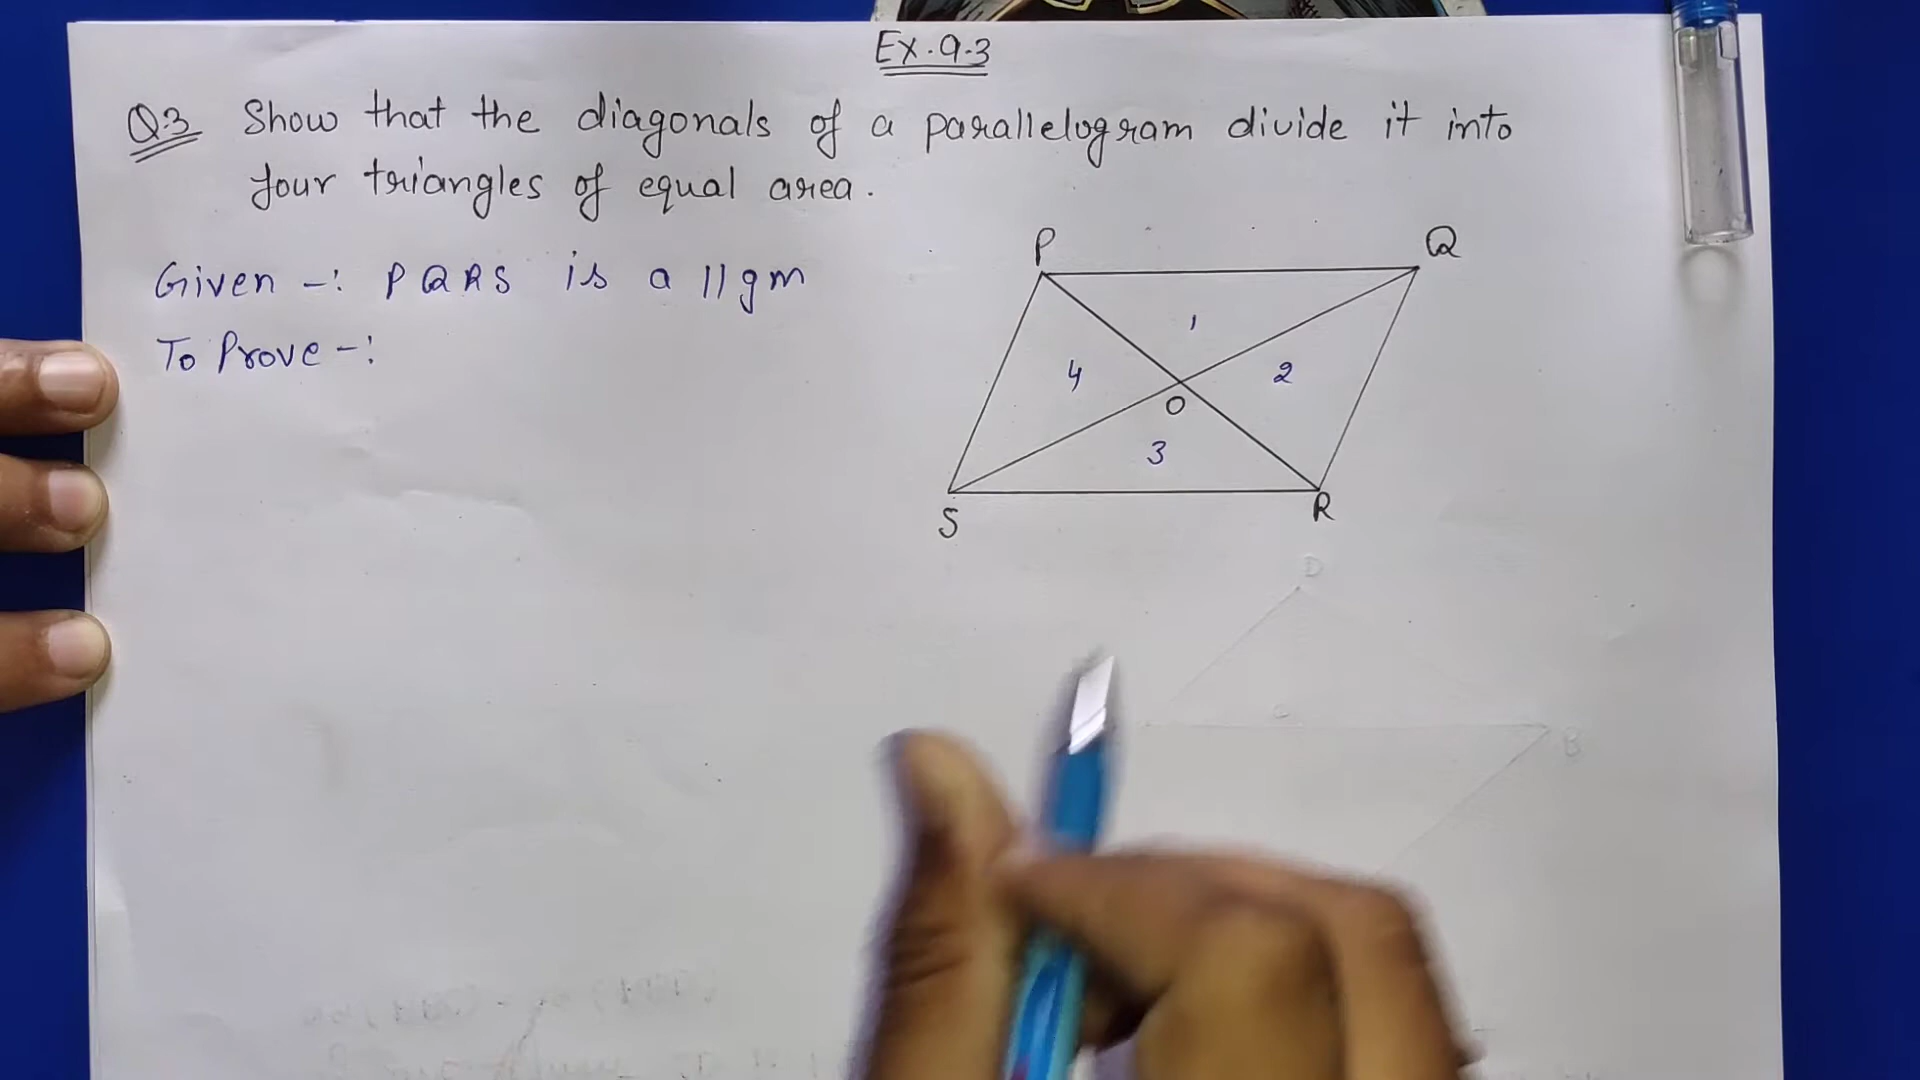 Ex.9.3
Q.3 Show that the diagonals of a parallelogram divide it into
four triangles of equal area.
Given -: PQRS is a ||gm
To Prove -:
P
Q
1
4
2
O
3
S
R
D
C
B